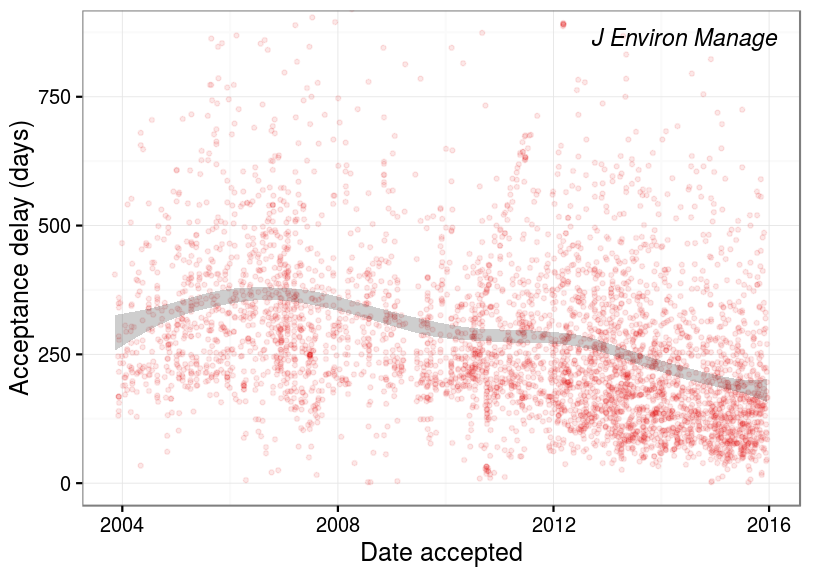 J Environ Manage
Acceptance delay (days)
750
500
250
0
2004 2008 2012 2016
Date accepted